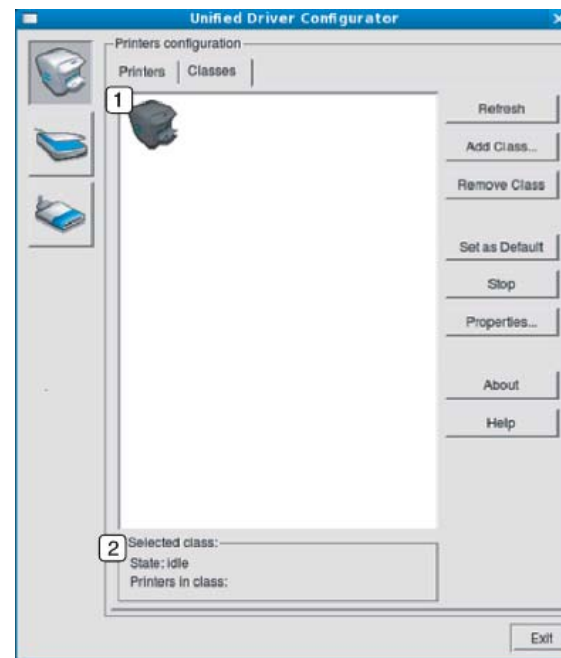 Unified Driver Configurator
Printers configuration
Printers
Classes
1
Refresh
Add Class...
Remove Class
Set as Default
Stop
Properties...
About
Help
2
Selected class:
State: idle
Printers in class:
Exit